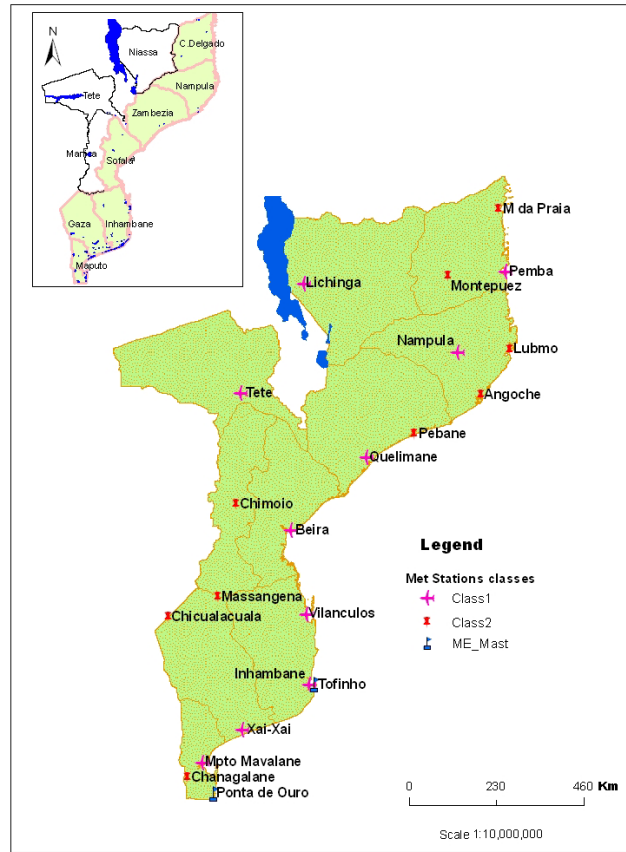 N
C.Delgado
Niassa
Nampula
Tete
Zambezia
Manica
Sofala
Gaza
Inhambane
Maputo
M da Praia
Pemba
Lichinga
Montepuez
Nampula
Lubmo
Tete
Angoche
Pebane
Quelimane
Chimoio
Beira
Legend
Met Stations classes
Massangena
Class1
Chicualacuala
Vilanculos
Class2
ME_Mast
Inhambane
Tofinho
Xai-Xai
Mpto Mavalane
Chanagalane
Ponta de Ouro
0 230 460 Km
Scale 1:10,000,000